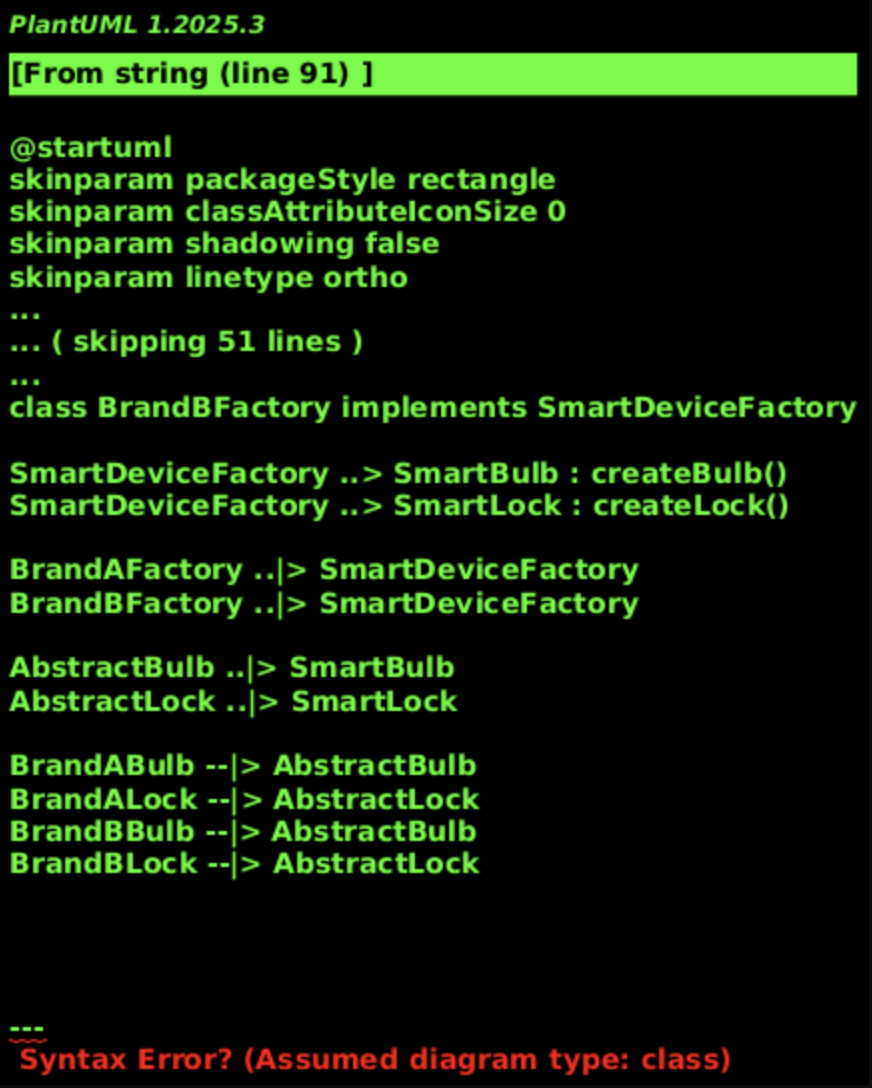 PlantUML 1.2025.3
[From string (line 91) ]
@startuml
skinparam packageStyle rectangle
skinparam classAttributeIconSize 0
skinparam shadowing false
skinparam linetype ortho
...
... ( skipping 51 lines )
...
class BrandBFactory implements SmartDeviceFactory
SmartDeviceFactory ..> SmartBulb : createBulb()
SmartDeviceFactory ..> SmartLock : createLock()
BrandAFactory ..|> SmartDeviceFactory
BrandBFactory ..|> SmartDeviceFactory
AbstractBulb ..|> SmartBulb
AbstractLock ..|> SmartLock
BrandABulb --|> AbstractBulb
BrandALock --|> AbstractLock
BrandBBulb --|> AbstractBulb
BrandBLock --|> AbstractLock
---
Syntax Error? (Assumed diagram type: class)